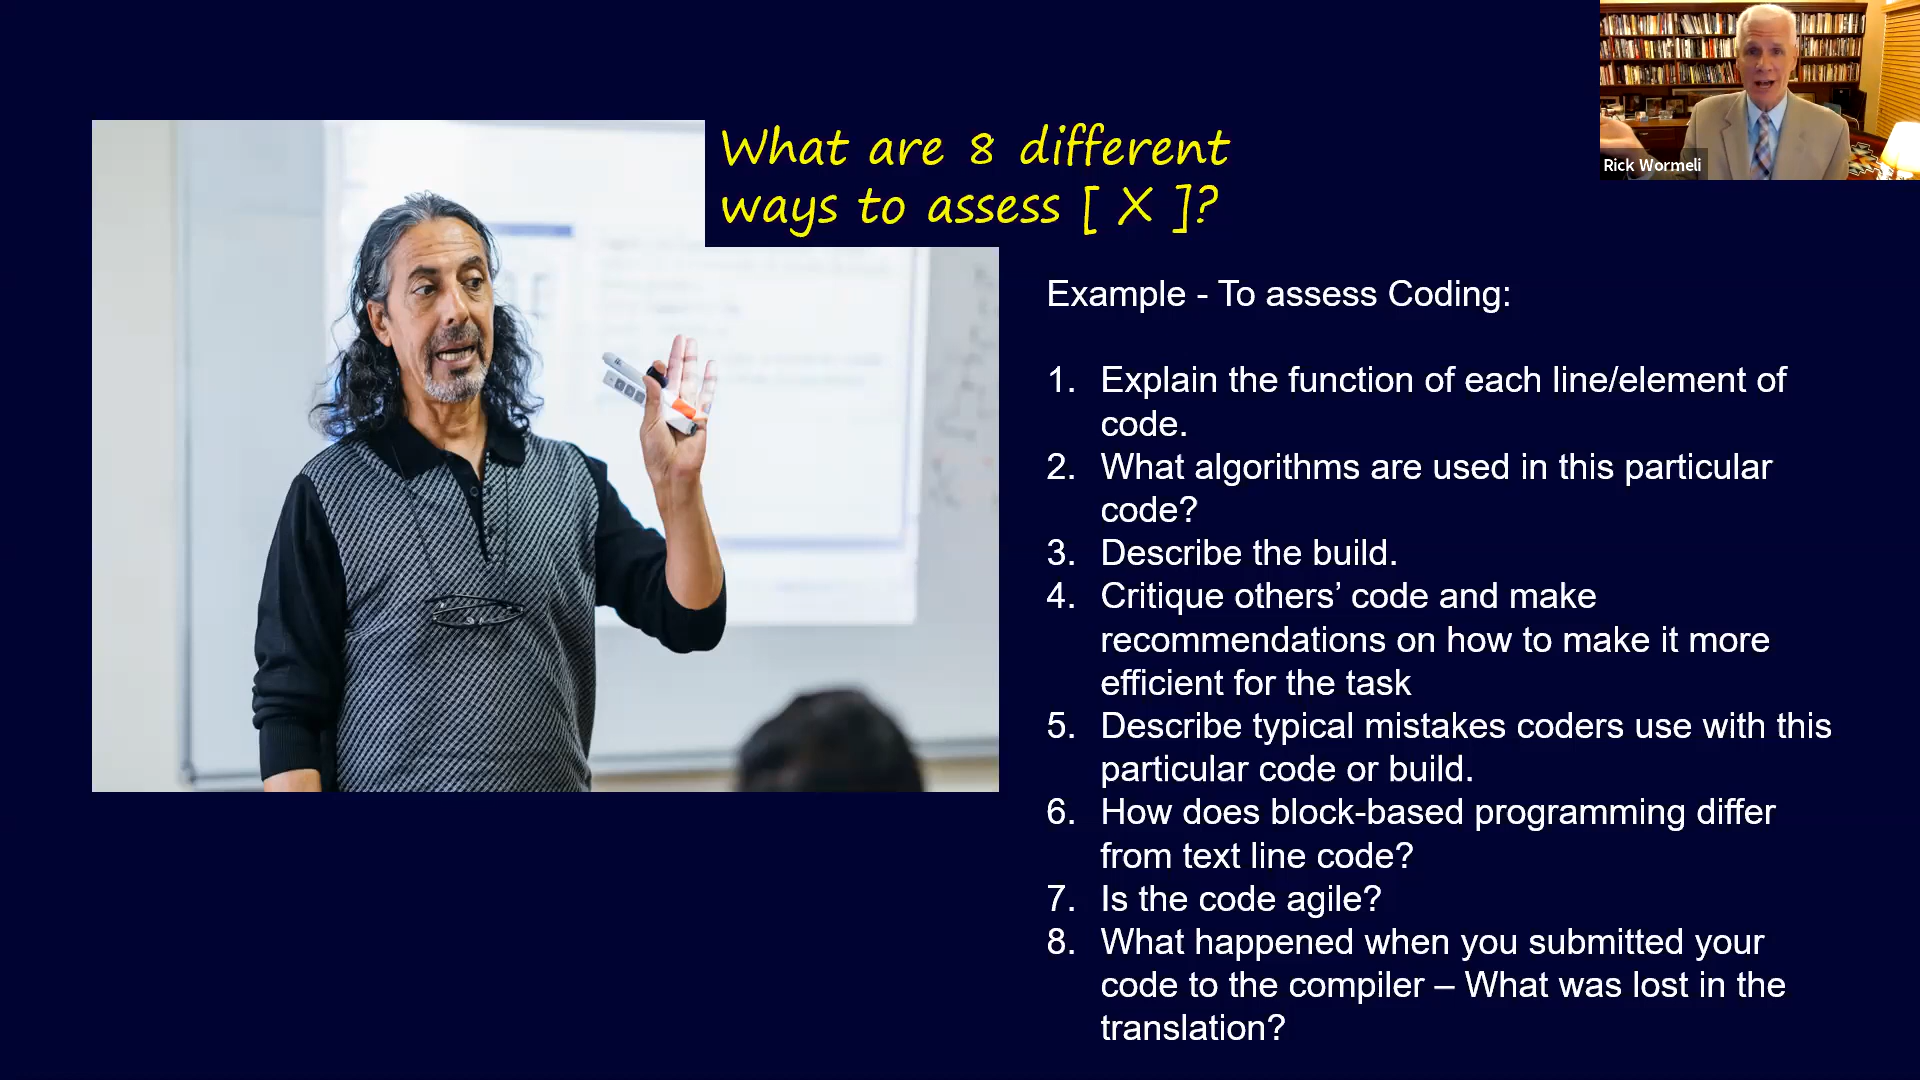 What are 8 different
ways to assess [ X ]?
Rick Wormeli
Example - To assess Coding:
1. Explain the function of each line/element of
code.
2. What algorithms are used in this particular
code?
3. Describe the build.
4. Critique others’ code and make
recommendations on how to make it more
efficient for the task
5. Describe typical mistakes coders use with this
particular code or build.
6. How does block-based programming differ
from text line code?
7. Is the code agile?
8. What happened when you submitted your
code to the compiler – What was lost in the
translation?